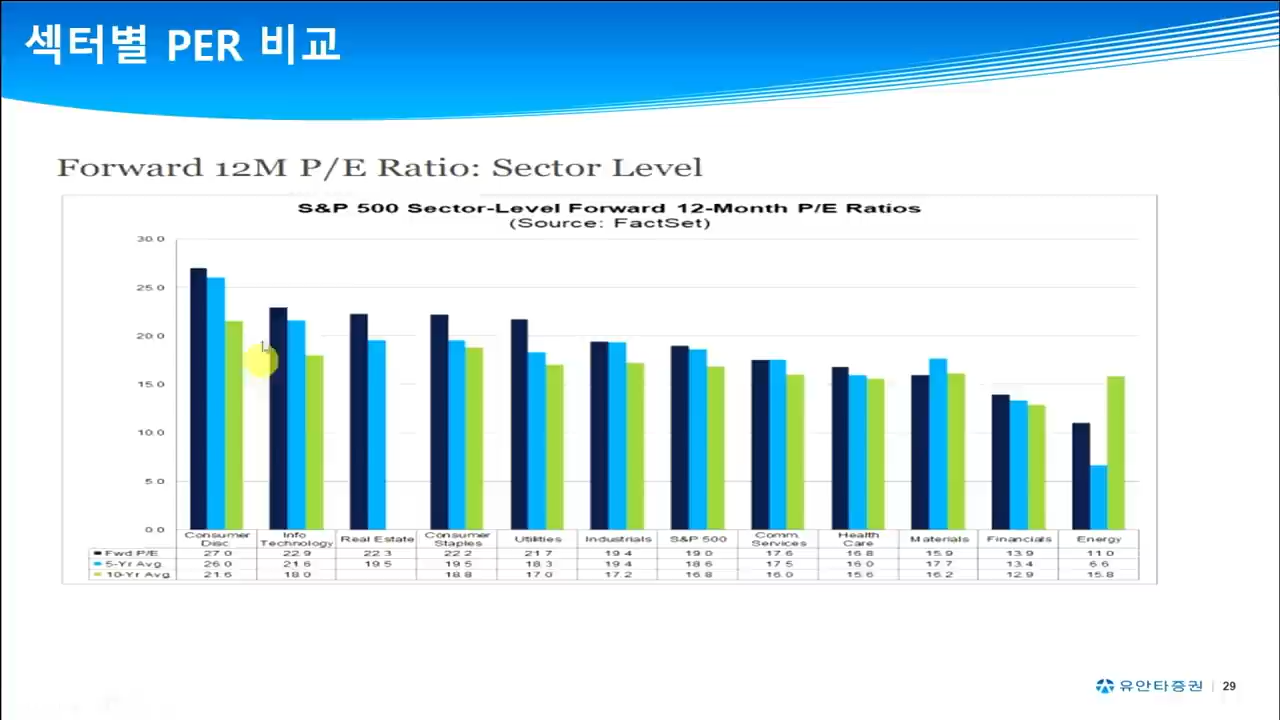 섹터별 PER 비교
Forward 12M P/E Ratio: Sector Level
S&P 500 Sector-Level Forward 12-Month P/E Ratios
(Source: FactSet)
30.0
25.0
20.0
15.0
10.0
5.0
0.0
Consumer Disc Info Technology Real Estate Consumer Staples Utilities Industrials S&P 500 Comm. Services Health Care Materials Financials Energy
Fwd P/E 27.0 22.9 22.3 22.2 21.7 19.4 19.0 17.6 16.8 15.9 13.9 11.0
5-Yr Avg. 26.0 21.6 19.5 19.5 18.3 19.4 18.6 17.5 16.0 17.7 13.4 6.6
10-Yr Avg. 21.6 18.0 18.8 17.0 17.2 16.8 16.0 15.6 16.2 12.9 15.8
유안타증권 29